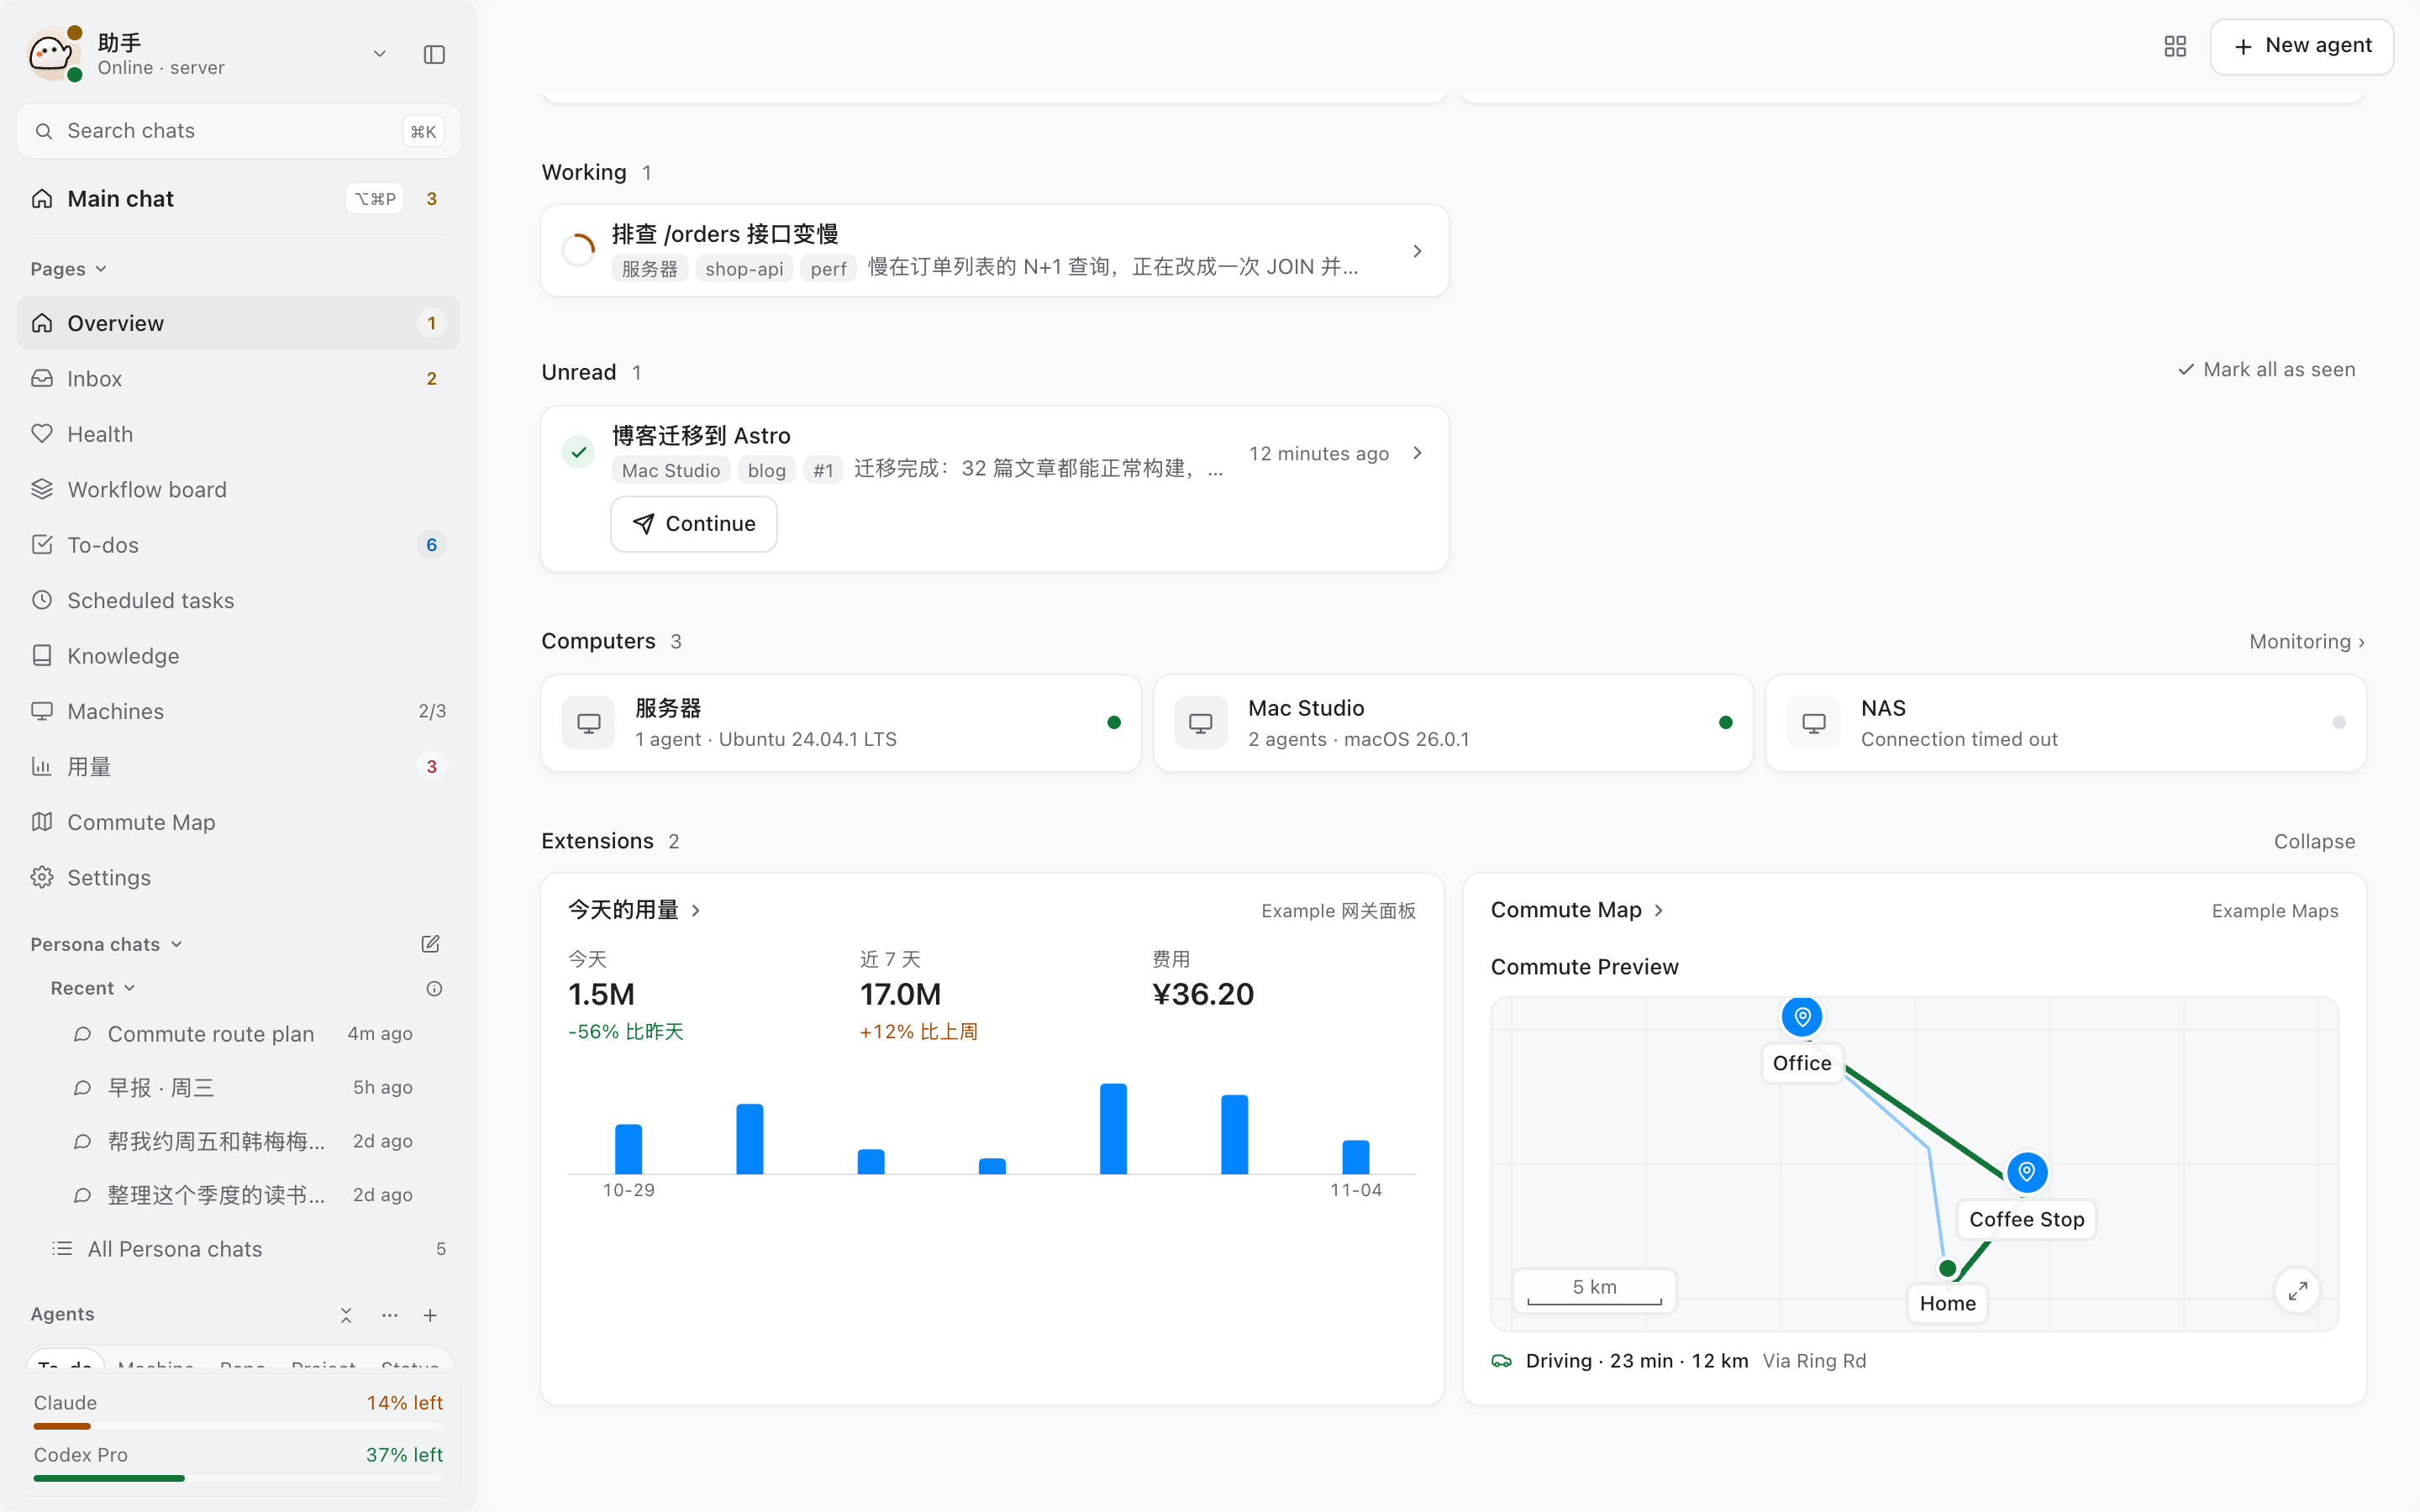 助手
Online · server
Search chats
⌘K
Main chat
⌥⌘P
3
Pages
Overview
1
Inbox
2
Health
Workflow board
To-dos
6
Scheduled tasks
Knowledge
Machines
2/3
用量
3
Commute Map
Settings
Persona chats
Recent
Commute route plan
4m ago
早报 · 周三
5h ago
帮我约周五和韩梅梅...
2d ago
整理这个季度的读书...
2d ago
All Persona chats
5
Agents
To-do
Machine
Repo
Project
Status
Claude
14% left
Codex Pro
37% left
New agent
Working 1
排查 /orders 接口变慢
服务器
shop-api
perf
慢在订单列表的 N+1 查询，正在改成一次 JOIN 并...
Unread 1
Mark all as seen
博客迁移到 Astro
Mac Studio
blog
#1
迁移完成：32 篇文章都能正常构建，...
12 minutes ago
Continue
Computers 3
Monitoring ›
服务器
1 agent · Ubuntu 24.04.1 LTS
Mac Studio
2 agents · macOS 26.0.1
NAS
Connection timed out
Extensions 2
Collapse
今天的用量
Example 网关面板
今天
1.5M
-56% 比昨天
近 7 天
17.0M
+12% 比上周
费用
¥36.20
10-29
11-04
Commute Map
Example Maps
Commute Preview
Office
Coffee Stop
Home
5 km
Driving · 23 min · 12 km
Via Ring Rd